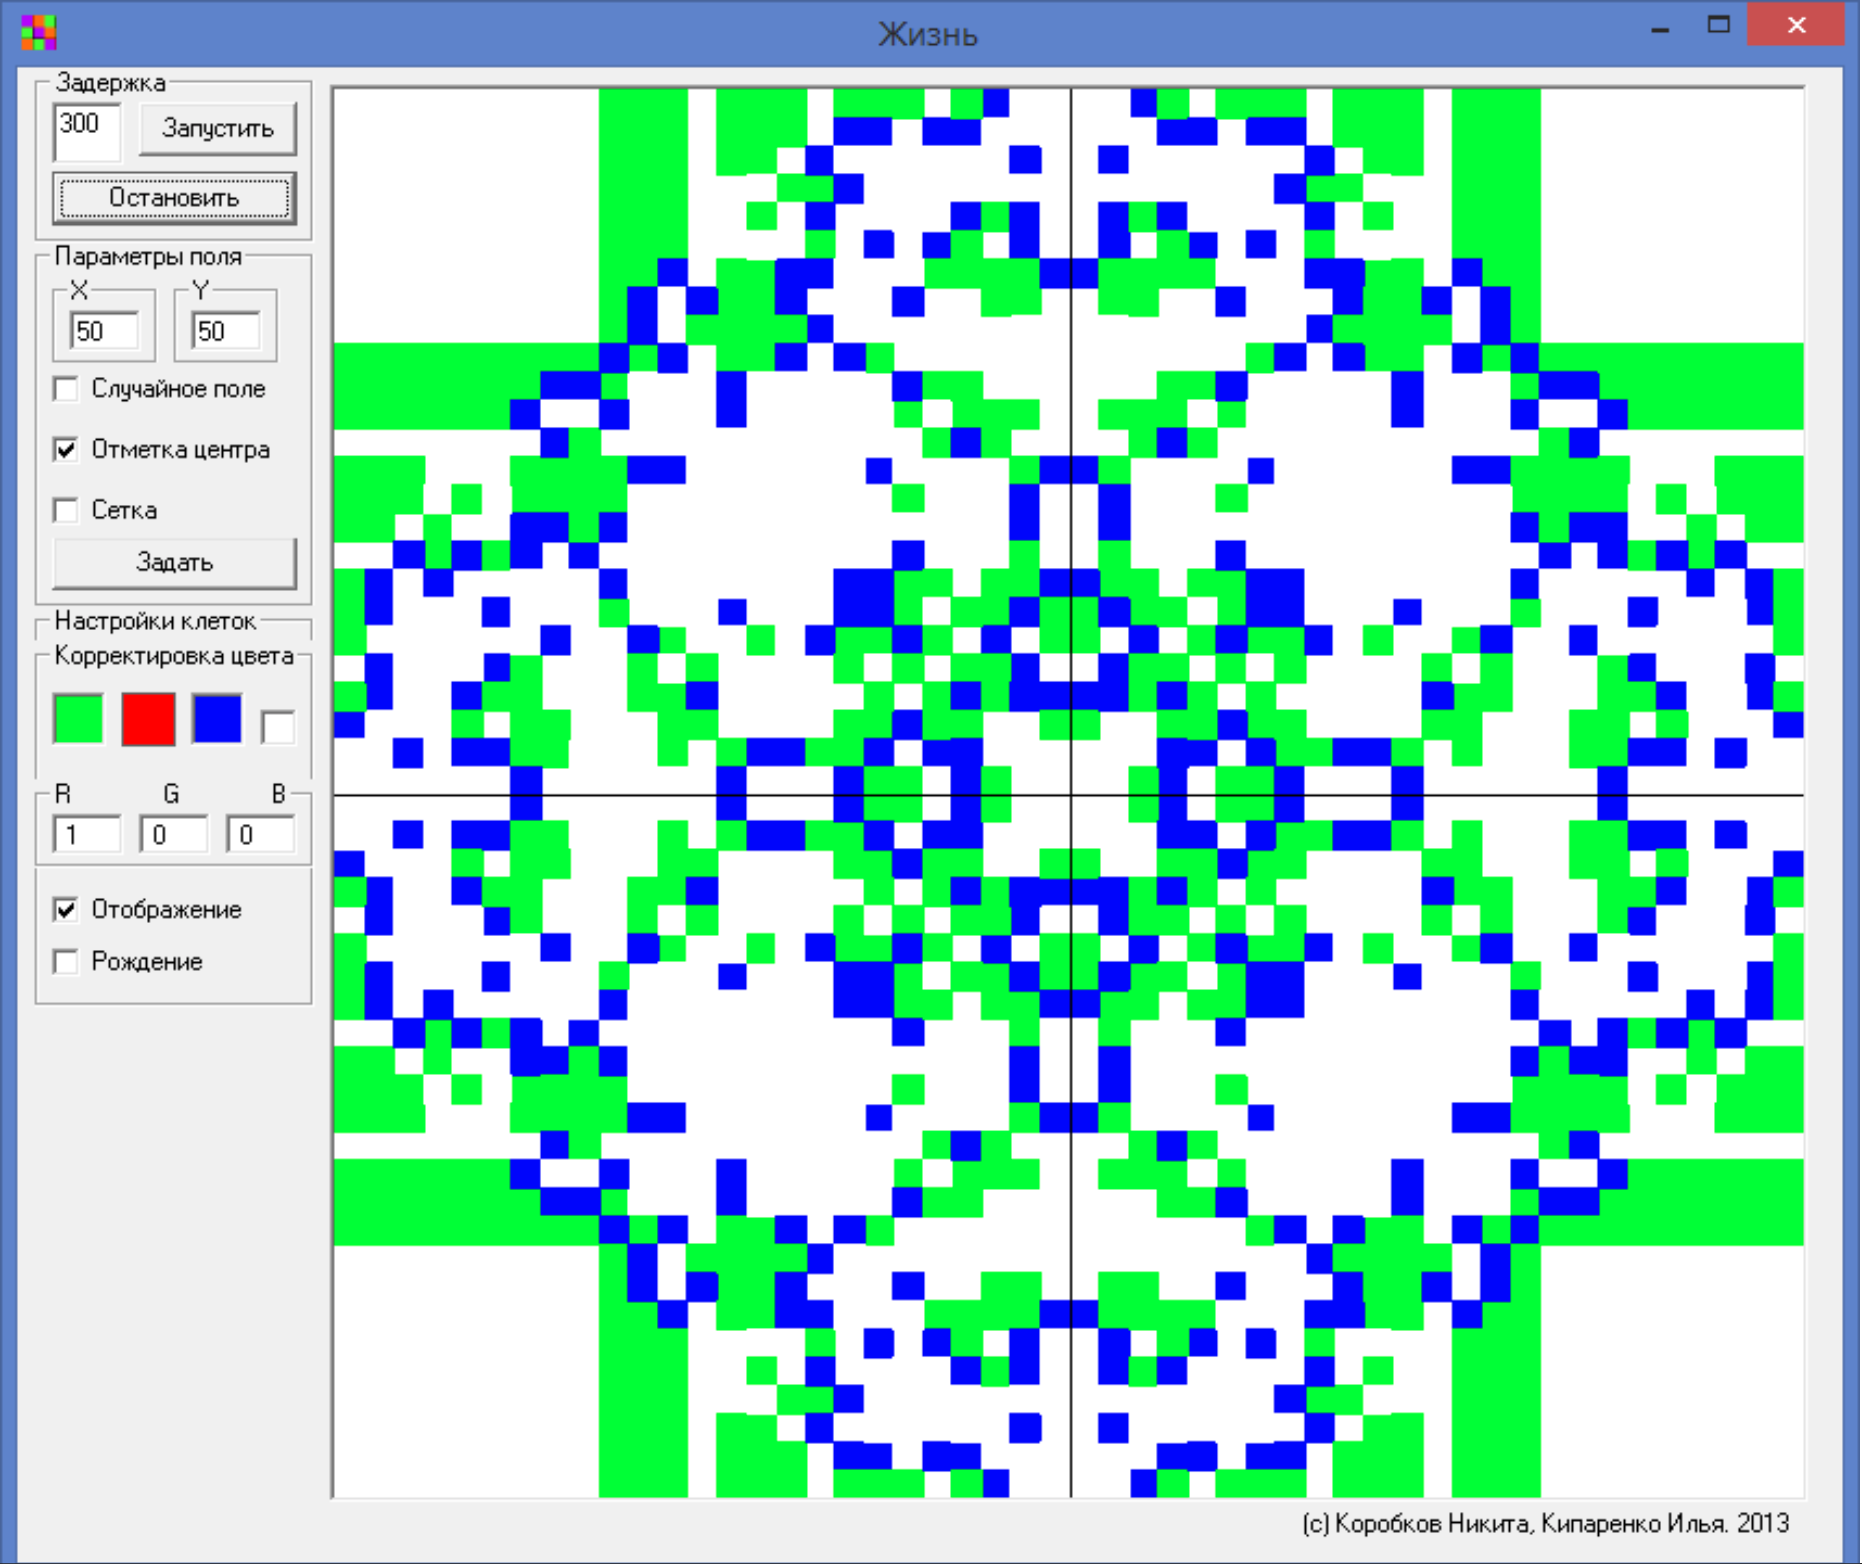 Жизнь
Задержка
300
Запустить
Остановить
Параметры поля
X Y
50 50
Случайное поле
Отметка центра
Сетка
Задать
Настройки клеток
Корректировка цвета
R G B
1 0 0
Отображение
Рождение
(c) Коробков Никита, Кипаренко Илья. 2013